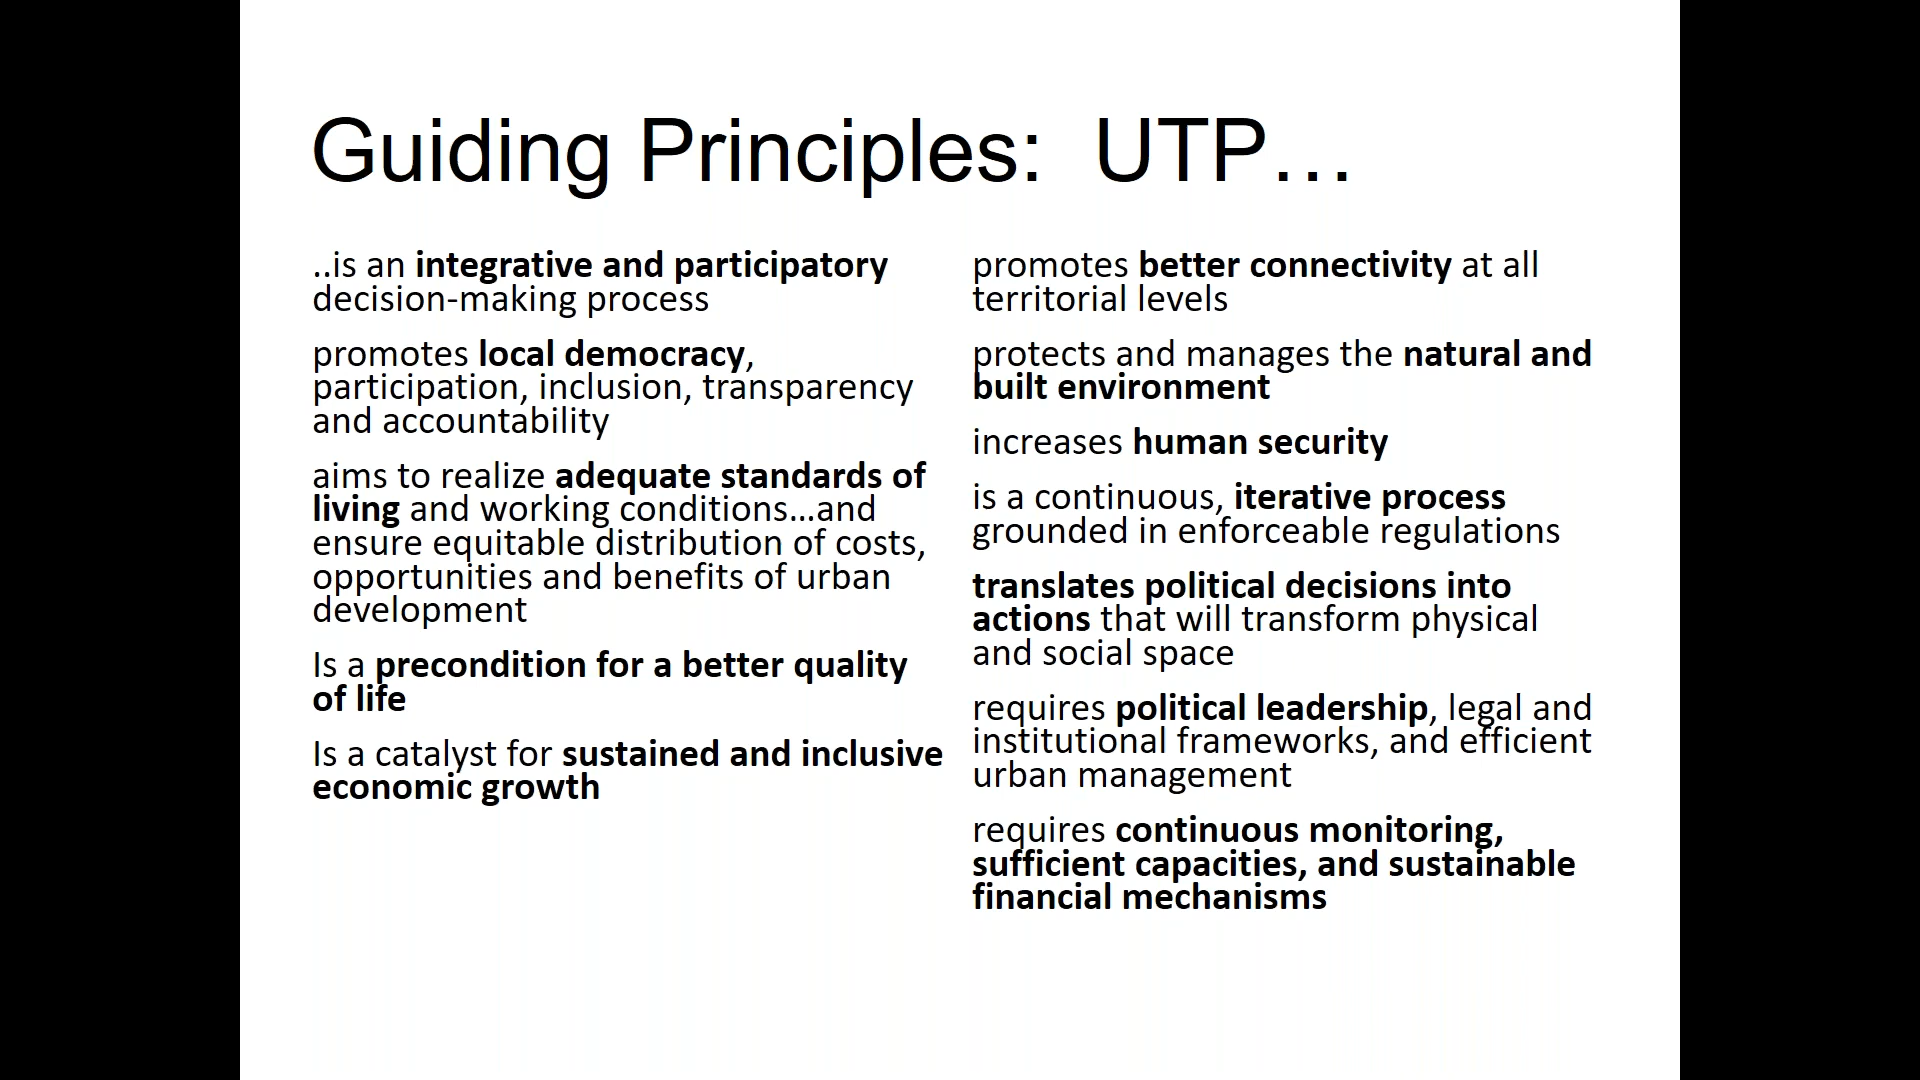 Guiding Principles:  UTP…
..is an integrative and participatory
decision-making process
promotes local democracy,
participation, inclusion, transparency
and accountability
aims to realize adequate standards of
living and working conditions…and
ensure equitable distribution of costs,
opportunities and benefits of urban
development
Is a precondition for a better quality
of life
Is a catalyst for sustained and inclusive
economic growth
promotes better connectivity at all
territorial levels
protects and manages the natural and
built environment
increases human security
is a continuous, iterative process
grounded in enforceable regulations
translates political decisions into
actions that will transform physical
and social space
requires political leadership, legal and
institutional frameworks, and efficient
urban management
requires continuous monitoring,
sufficient capacities, and sustainable
financial mechanisms